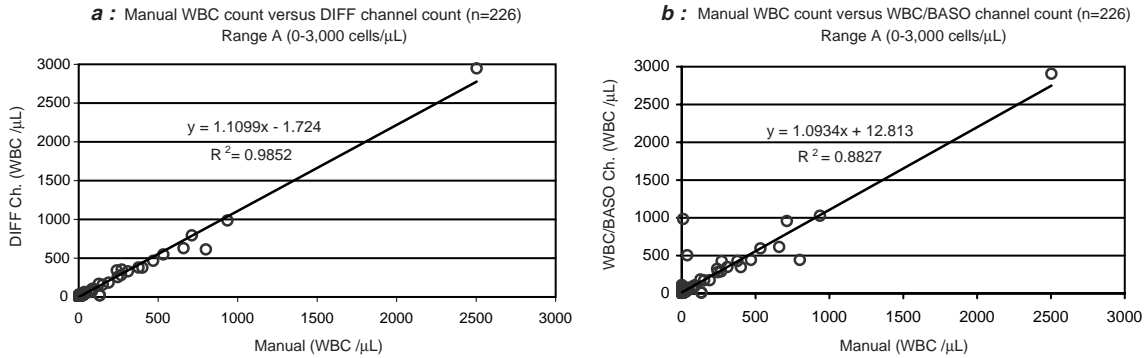 a : Manual WBC count versus DIFF channel count (n=226)
Range A (0-3,000 cells/µL)
3000
2500
2000
1500
1000
500
0
DIFF Ch. (WBC /µL)
y = 1.1099x - 1.724
R ²= 0.9852
0 500 1000 1500 2000 2500 3000
Manual (WBC /µL)
b : Manual WBC count versus WBC/BASO channel count (n=226)
Range A (0-3,000 cells/µL)
3000
2500
2000
1500
1000
500
0
WBC/BASO Ch. (WBC /µL)
y = 1.0934x + 12.813
R ²= 0.8827
0 500 1000 1500 2000 2500 3000
Manual (WBC /µL)